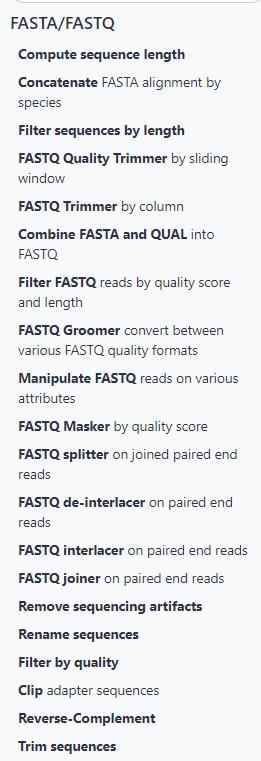 FASTA/FASTQ
Compute sequence length
Concatenate FASTA alignment by
species
Filter sequences by length
FASTQ Quality Trimmer by sliding
window
FASTQ Trimmer by column
Combine FASTA and QUAL into
FASTQ
Filter FASTQ reads by quality score
and length
FASTQ Groomer convert between
various FASTQ quality formats
Manipulate FASTQ reads on various
attributes
FASTQ Masker by quality score
FASTQ splitter on joined paired end
reads
FASTQ de-interlacer on paired end
reads
FASTQ interlacer on paired end reads
FASTQ joiner on paired end reads
Remove sequencing artifacts
Rename sequences
Filter by quality
Clip adapter sequences
Reverse-Complement
Trim sequences